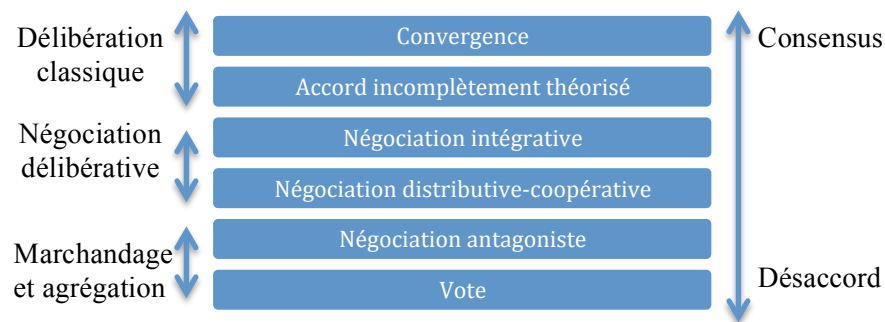 Délibération
classique
Négociation
délibérative
Marchandage
et agrégation
Convergence
Accord incomplètement théorisé
Négociation intégrative
Négociation distributive-coopérative
Négociation antagoniste
Vote
Consensus
Désaccord